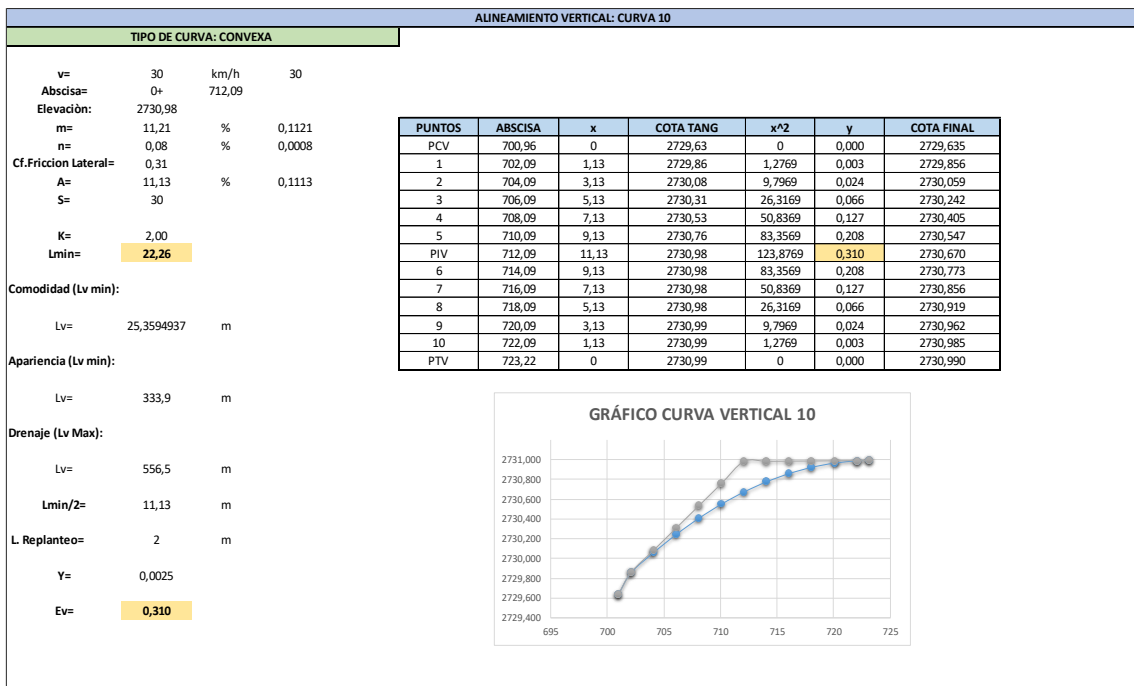 ALINEAMIENTO VERTICAL: CURVA 10
TIPO DE CURVA: CONVEXA
v= 30 km/h 30
Abscisa= 0+ 712,09
Elevaciòn: 2730,98
m= 11,21 % 0,1121
n= 0,08 % 0,0008
Cf.Friccion Lateral= 0,31
A= 11,13 % 0,1113
S= 30
K= 2,00
Lmin= 22,26
Comodidad (Lv min):
Lv= 25,3594937 m
Apariencia (Lv min):
Lv= 333,9 m
Drenaje (Lv Max):
Lv= 556,5 m
Lmin/2= 11,13 m
L. Replanteo= 2 m
Y= 0,0025
Ev= 0,310
PUNTOS ABSCISA x COTA TANG x^2 y COTA FINAL
PCV 700,96 0 2729,63 0 0,000 2729,635
1 702,09 1,13 2729,86 1,2769 0,003 2729,856
2 704,09 3,13 2730,08 9,7969 0,024 2730,059
3 706,09 5,13 2730,31 26,3169 0,066 2730,242
4 708,09 7,13 2730,53 50,8369 0,127 2730,405
5 710,09 9,13 2730,76 83,3569 0,208 2730,547
PIV 712,09 11,13 2730,98 123,8769 0,310 2730,670
6 714,09 9,13 2730,98 83,3569 0,208 2730,773
7 716,09 7,13 2730,98 50,8369 0,127 2730,856
8 718,09 5,13 2730,98 26,3169 0,066 2730,919
9 720,09 3,13 2730,99 9,7969 0,024 2730,962
10 722,09 1,13 2730,99 1,2769 0,003 2730,985
PTV 723,22 0 2730,99 0 0,000 2730,990
GRÁFICO CURVA VERTICAL 10
2731,000
2730,800
2730,600
2730,400
2730,200
2730,000
2729,800
2729,600
2729,400
695 700 705 710 715 720 725